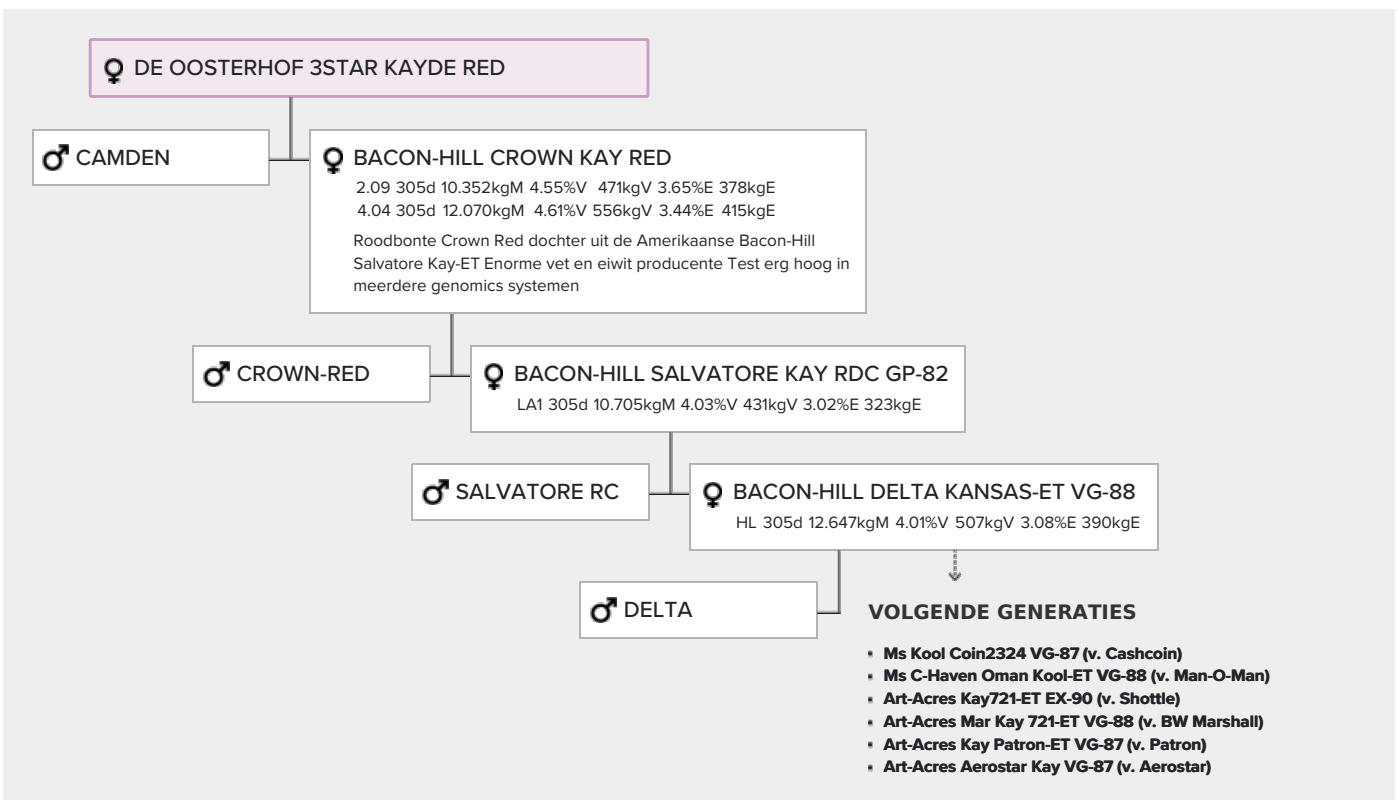 ♀ DE OOSTERHOF 3STAR KAYDE RED
♂ CAMDEN
♀ BACON-HILL CROWN KAY RED
2.09 305d 10.352kgM 4.55%V 471kgV 3.65%E 378kgE
4.04 305d 12.070kgM 4.61%V 556kgV 3.44%E 415kgE
Roodbonte Crown Red dochter uit de Amerikaanse Bacon-Hill
Salvatore Kay-ET Enorme vet en eiwit producente Test erg hoog in
meerdere genomics systemen
♂ CROWN-RED
♀ BACON-HILL SALVATORE KAY RDC GP-82
LA1 305d 10.705kgM 4.03%V 431kgV 3.02%E 323kgE
♂ SALVATORE RC
♀ BACON-HILL DELTA KANSAS-ET VG-88
HL 305d 12.647kgM 4.01%V 507kgV 3.08%E 390kgE
♂ DELTA
VOLGENDE GENERATIES
▪ Ms Kool Coin2324 VG-87 (v. Cashcoin)
▪ Ms C-Haven Oman Kool-ET VG-88 (v. Man-O-Man)
▪ Art-Acres Kay721-ET EX-90 (v. Shottle)
▪ Art-Acres Mar Kay 721-ET VG-88 (v. BW Marshall)
▪ Art-Acres Kay Patron-ET VG-87 (v. Patron)
▪ Art-Acres Aerostar Kay VG-87 (v. Aerostar)